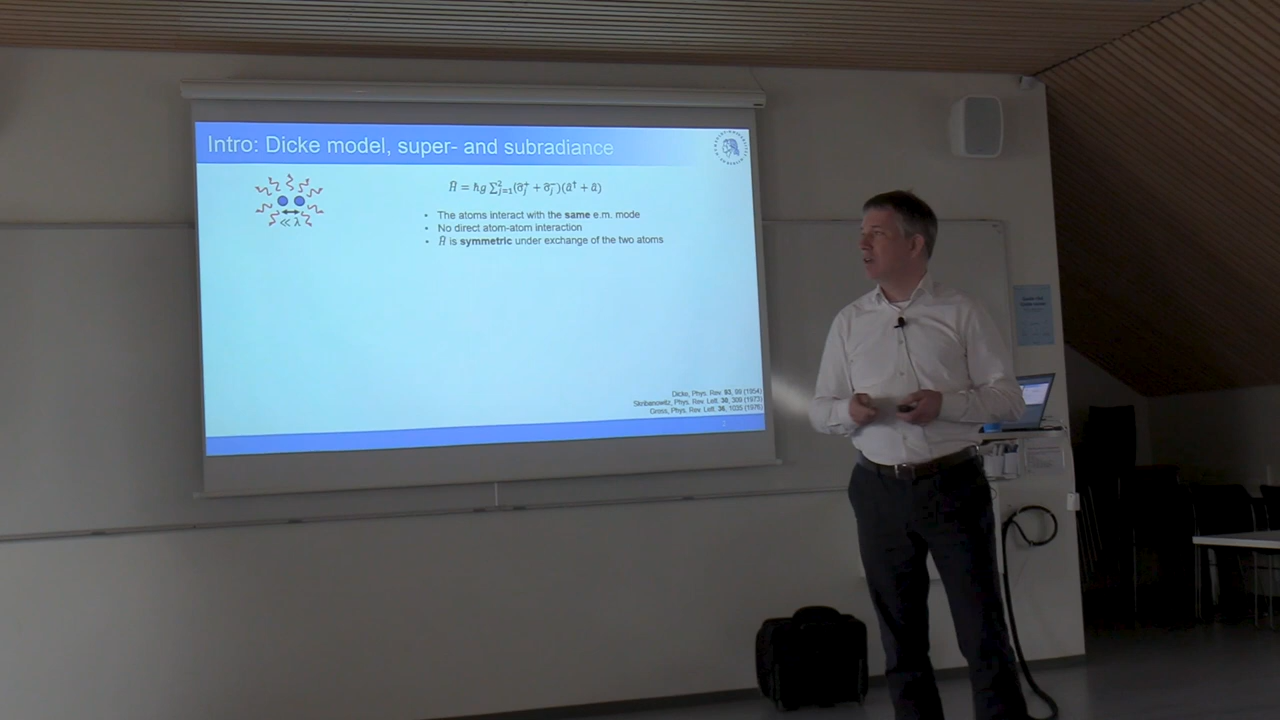 Intro: Dicke model, super- and subradiance
Ĥ = ħg ∑²ⱼ₌₁(σ̂ⱼ⁺ + σ̂ⱼ⁻)(â† + â)
≪ λ
• The atoms interact with the same e.m. mode
• No direct atom-atom interaction
• Ĥ is symmetric under exchange of the two atoms
Dicke, Phys. Rev. 93, 99 (1954)
Skribanowitz, Phys. Rev. Lett. 30, 309 (1973)
Gross, Phys. Rev. Lett. 36, 1035 (1976)
2